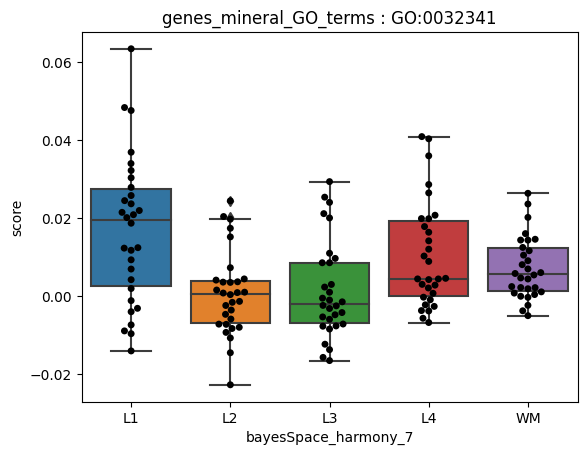 genes_mineral_GO_terms : GO:0032341
score
0.06
0.04
0.02
0.00
−0.02
L1 L2 L3 L4 WM
bayesSpace_harmony_7